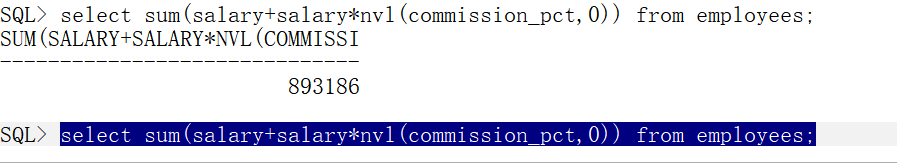 SQL> select sum(salary+salary*nvl(commission_pct,0)) from employees;
SUM(SALARY+SALARY*NVL(COMMISSI
------------------------------
893186
SQL> select sum(salary+salary*nvl(commission_pct,0)) from employees;